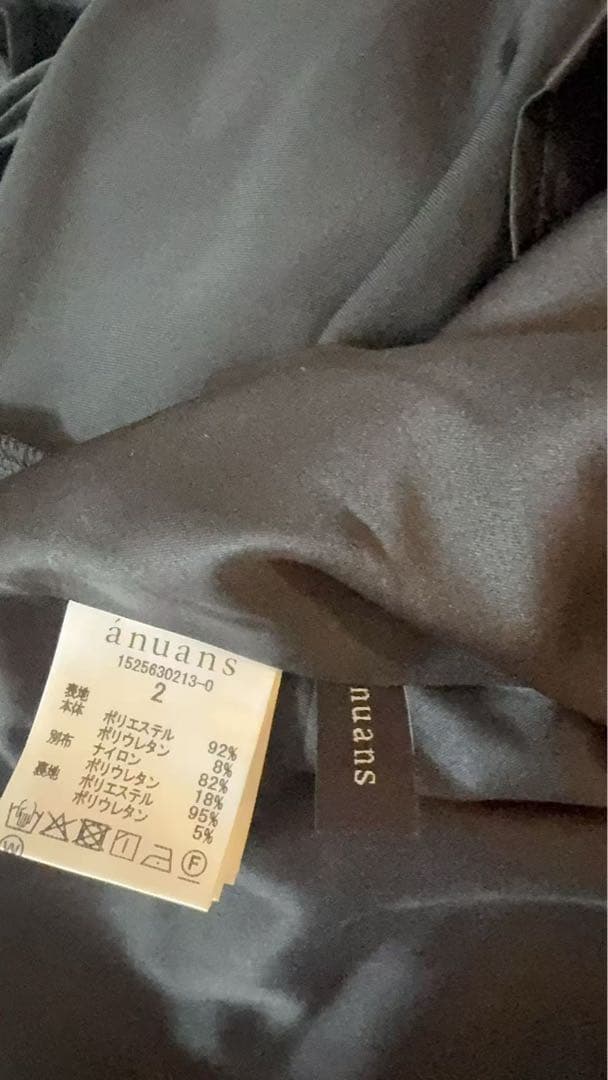 ánuans
1525630213-0
2
表地
本体 ポリエステル 92%
ポリウレタン 8%
別布 ナイロン 82%
ポリウレタン 18%
裏地 ポリエステル 95%
ポリウレタン 5%
F
W
nuans